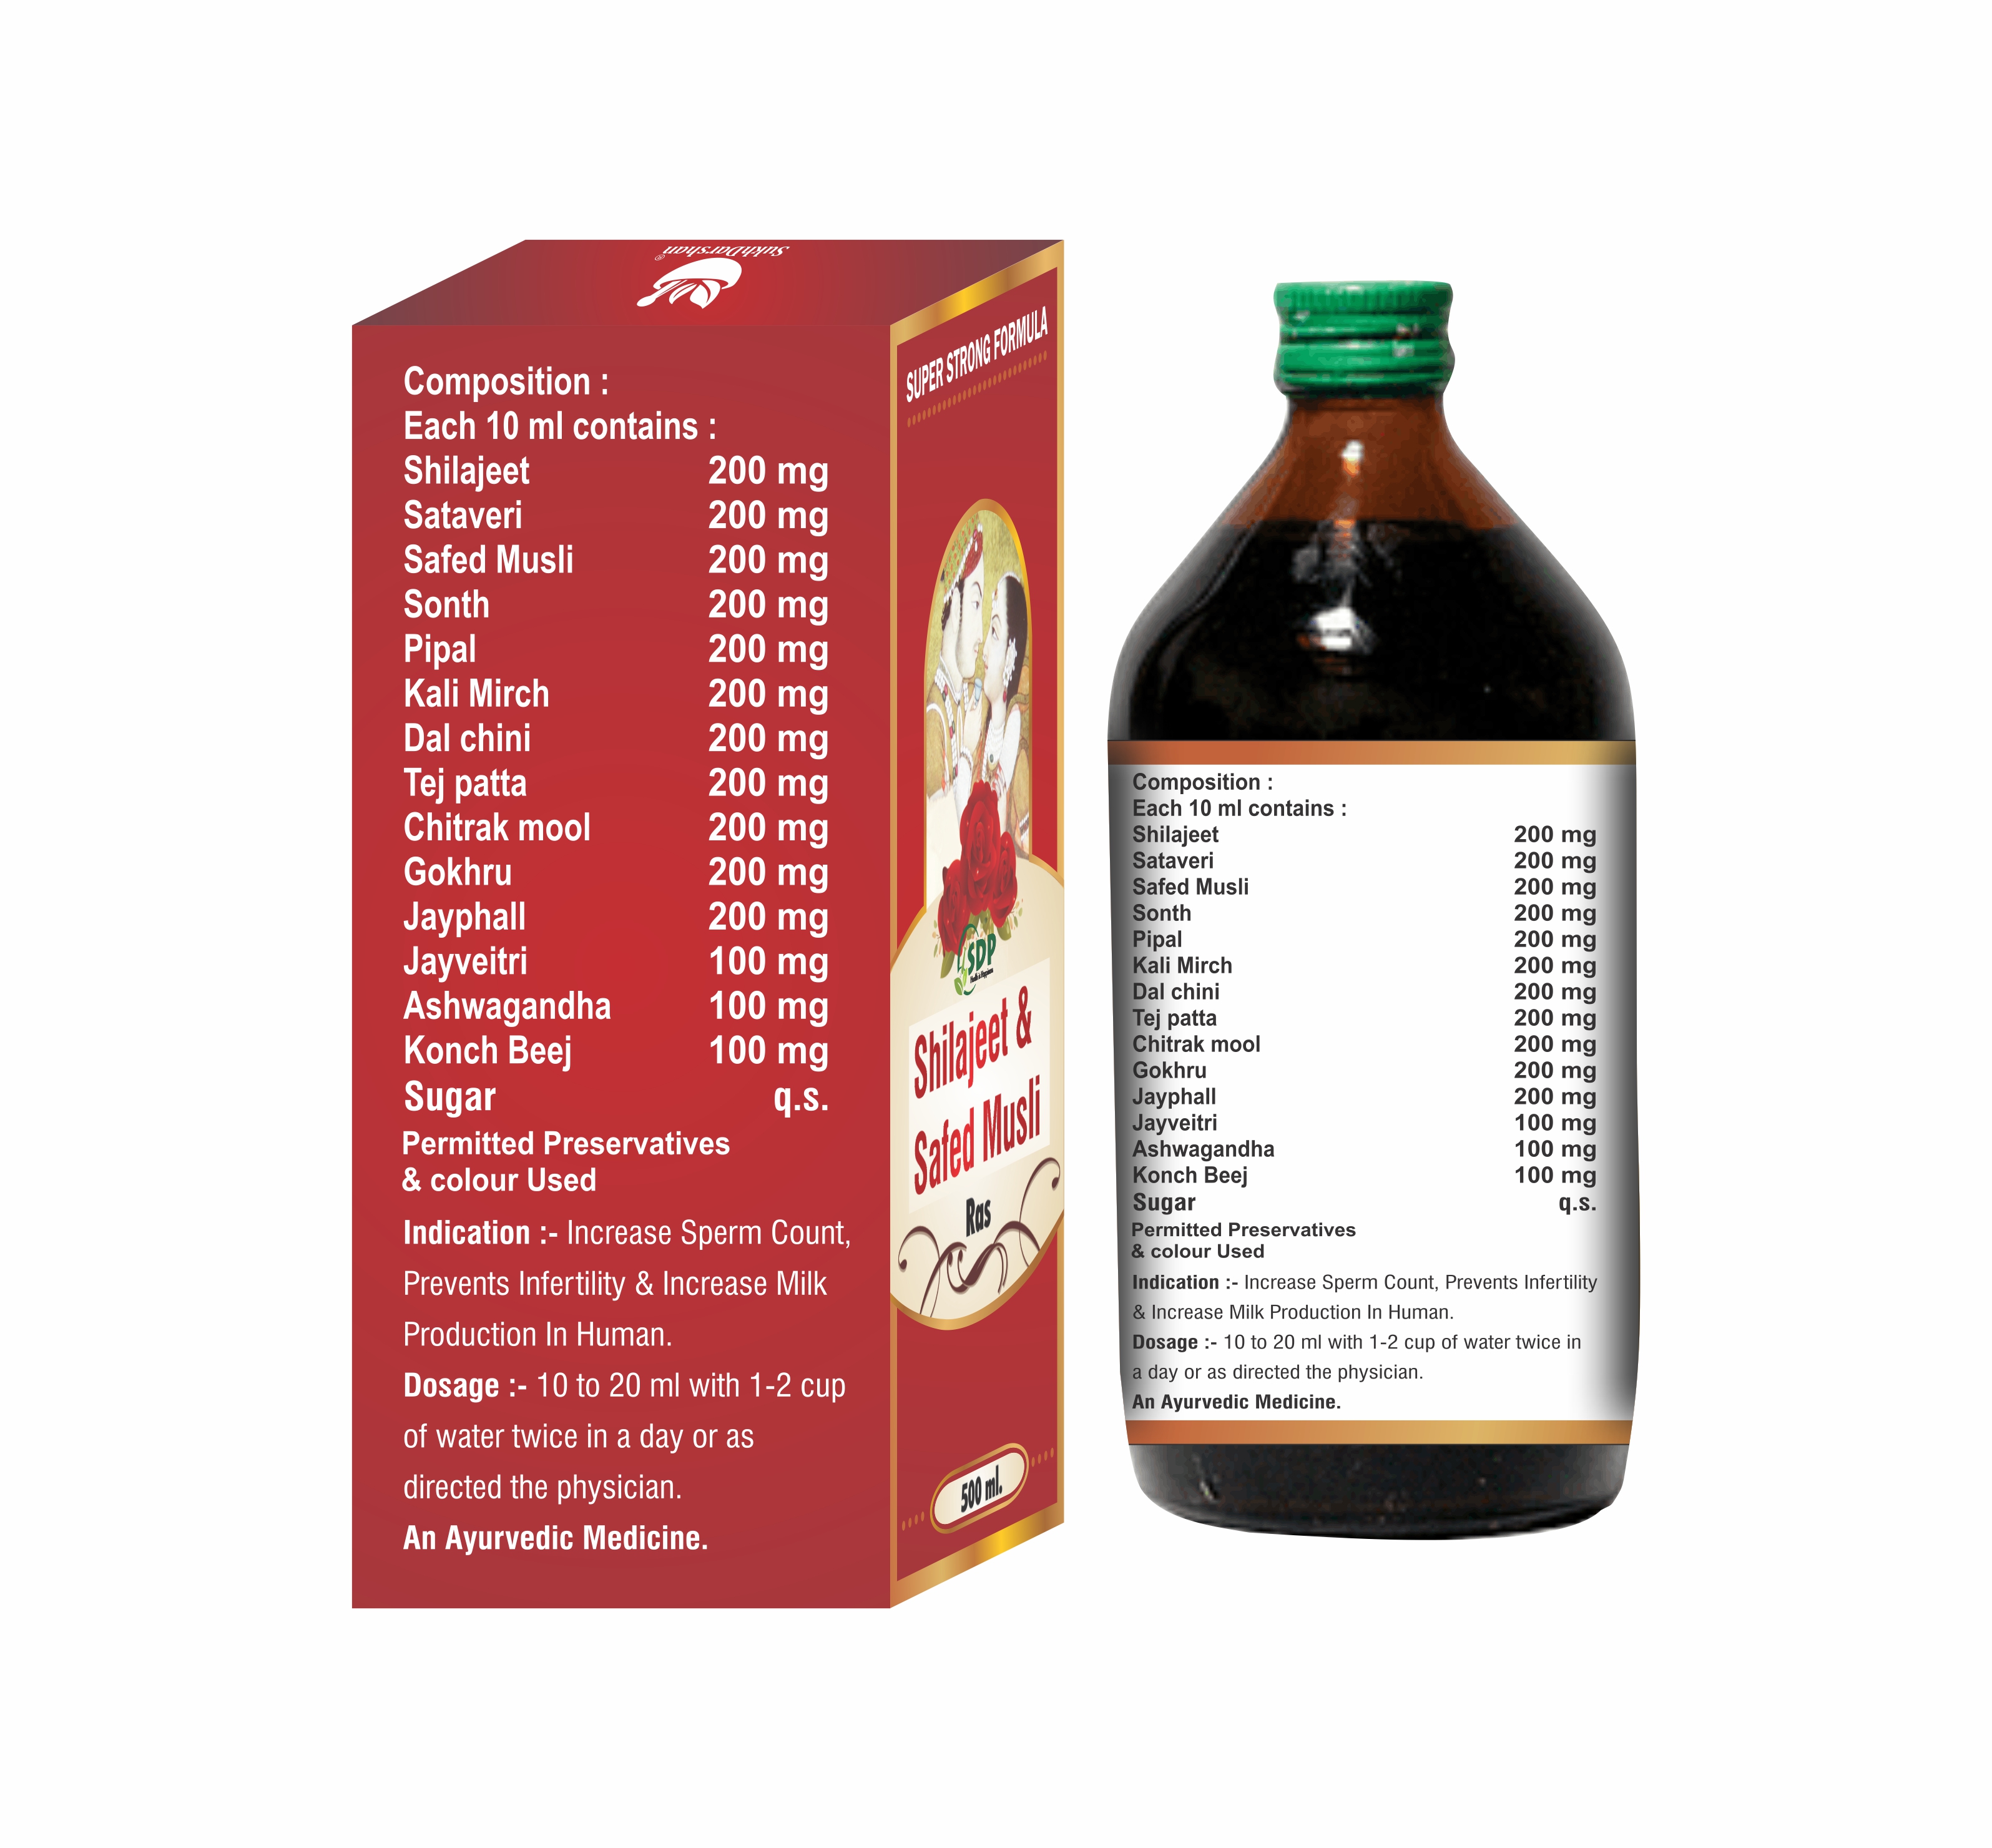 SukhDarshan®
Composition :
Each 10 ml contains :
Shilajeet 200 mg
Sataveri 200 mg
Safed Musli 200 mg
Sonth 200 mg
Pipal 200 mg
Kali Mirch 200 mg
Dal chini 200 mg
Tej patta 200 mg
Chitrak mool 200 mg
Gokhru 200 mg
Jayphall 200 mg
Jayveitri 100 mg
Ashwagandha 100 mg
Konch Beej 100 mg
Sugar q.s.
Permitted Preservatives
& colour Used
Indication :- Increase Sperm Count,
Prevents Infertility & Increase Milk
Production In Human.
Dosage :- 10 to 20 ml with 1-2 cup
of water twice in a day or as
directed the physician.
An Ayurvedic Medicine.
SUPER STRONG FORMULA
SDP
Health & Happiness
Shilajeet &
Safed Musli
Ras
500 ml.
Composition :
Each 10 ml contains :
Shilajeet 200 mg
Sataveri 200 mg
Safed Musli 200 mg
Sonth 200 mg
Pipal 200 mg
Kali Mirch 200 mg
Dal chini 200 mg
Tej patta 200 mg
Chitrak mool 200 mg
Gokhru 200 mg
Jayphall 200 mg
Jayveitri 100 mg
Ashwagandha 100 mg
Konch Beej 100 mg
Sugar q.s.
Permitted Preservatives
& colour Used
Indication :- Increase Sperm Count, Prevents Infertility
& Increase Milk Production In Human.
Dosage :- 10 to 20 ml with 1-2 cup of water twice in
a day or as directed the physician.
An Ayurvedic Medicine.